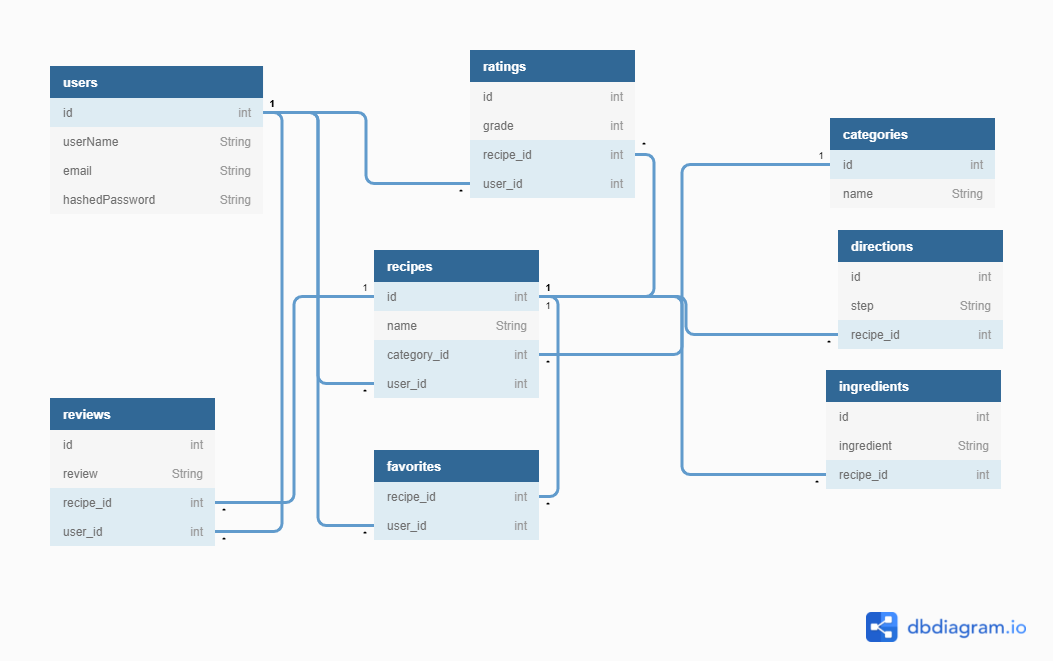 users
id int
userName String
email String
hashedPassword String
1
ratings
id int
grade int
recipe_id int
user_id int
*
*
categories
1
id int
name String
directions
id int
step String
recipe_id int
*
recipes
1
id int
1
1
name String
category_id int
*
user_id int
*
ingredients
id int
ingredient String
recipe_id int
*
reviews
id int
review String
recipe_id int
*
user_id int
*
favorites
recipe_id int
*
user_id int
*
dbdiagram.io